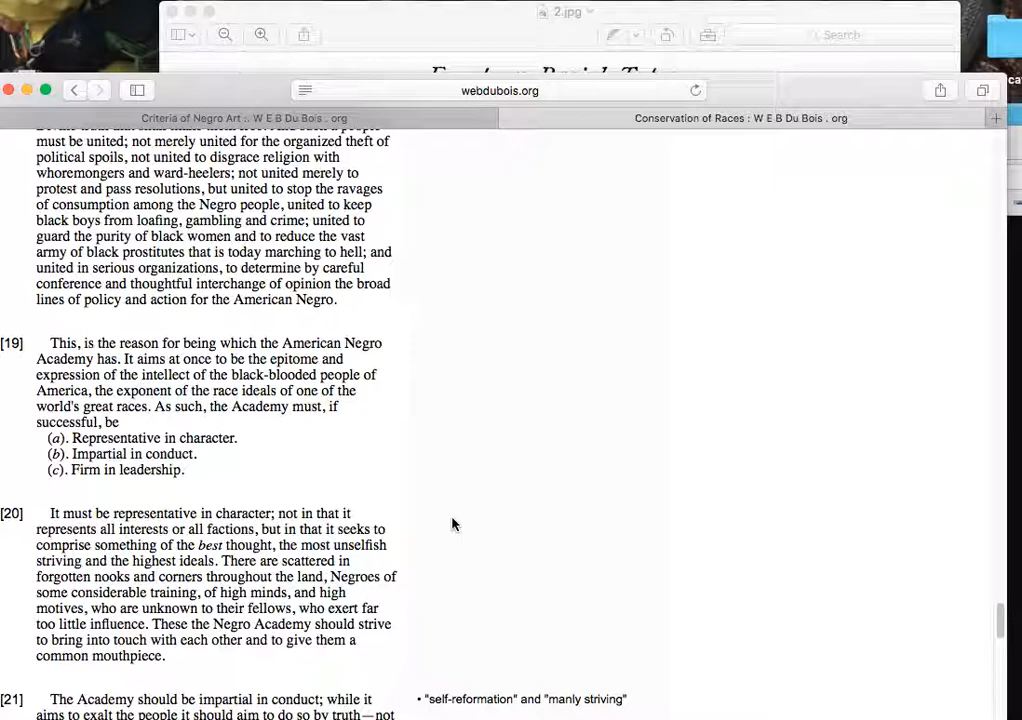 2.jpg
Search
webdubois.org
Criteria of Negro Art :. W E B Du Bois . org
Conservation of Races : W E B Du Bois . org
must be united; not merely united for the organized theft of
political spoils, not united to disgrace religion with
whoremongers and ward-heelers; not united merely to
protest and pass resolutions, but united to stop the ravages
of consumption among the Negro people, united to keep
black boys from loafing, gambling and crime; united to
guard the purity of black women and to reduce the vast
army of black prostitutes that is today marching to hell; and
united in serious organizations, to determine by careful
conference and thoughtful interchange of opinion the broad
lines of policy and action for the American Negro.
[19] This, is the reason for being which the American Negro
Academy has. It aims at once to be the epitome and
expression of the intellect of the black-blooded people of
America, the exponent of the race ideals of one of the
world's great races. As such, the Academy must, if
successful, be
(a). Representative in character.
(b). Impartial in conduct.
(c). Firm in leadership.
[20] It must be representative in character; not in that it
represents all interests or all factions, but in that it seeks to
comprise something of the best thought, the most unselfish
striving and the highest ideals. There are scattered in
forgotten nooks and corners throughout the land, Negroes of
some considerable training, of high minds, and high
motives, who are unknown to their fellows, who exert far
too little influence. These the Negro Academy should strive
to bring into touch with each other and to give them a
common mouthpiece.
[21] The Academy should be impartial in conduct; while it
• "self-reformation" and "manly striving"
aims to exalt the people it should aim to do so by truth—not